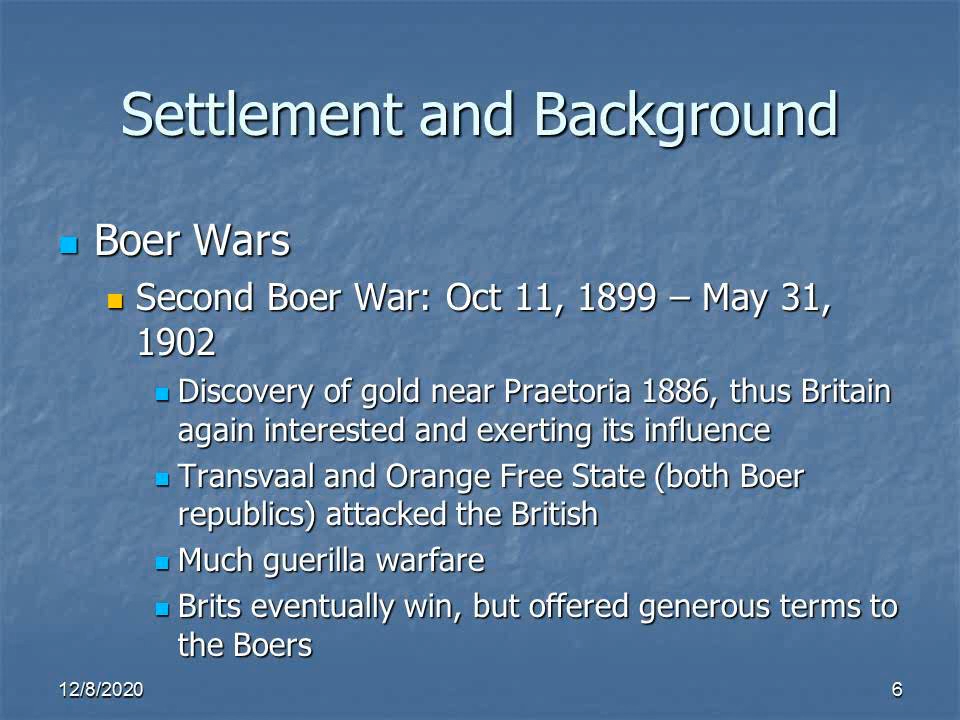 Settlement and Background
Boer Wars
Second Boer War: Oct 11, 1899 – May 31,
1902
Discovery of gold near Praetoria 1886, thus Britain
again interested and exerting its influence
Transvaal and Orange Free State (both Boer
republics) attacked the British
Much guerilla warfare
Brits eventually win, but offered generous terms to
the Boers
12/8/2020
6